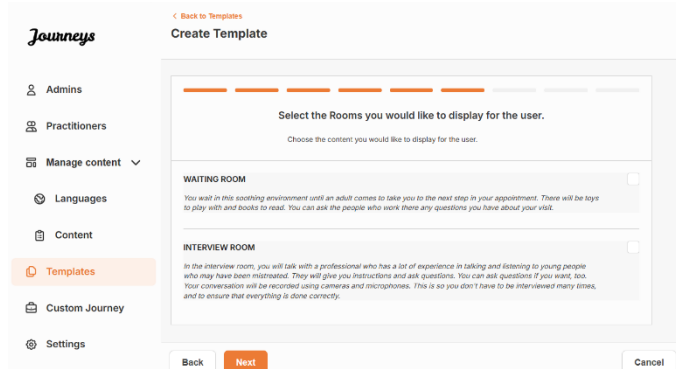 Back to Templates
Journeys
Create Template
Admins
Practitioners
Manage content
Languages
Content
Templates
Custom Journey
Settings
Select the Rooms you would like to display for the user.
Choose the content you would like to display for the user.
WAITING ROOM
You wait in this soothing environment until an adult comes to take you to the next step in your appointment. There will be toys
to play with and books to read. You can ask the people who work there any questions you have about your visit.
INTERVIEW ROOM
In the interview room, you will talk with a professional who has a lot of experience in talking and listening to young people
who may have been mistreated. They will give you instructions and ask questions. You can ask questions if you want, too.
Your conversation will be recorded using cameras and microphones. This is so you don't have to be interviewed many times,
and to ensure that everything is done correctly.
Back
Next
Cancel